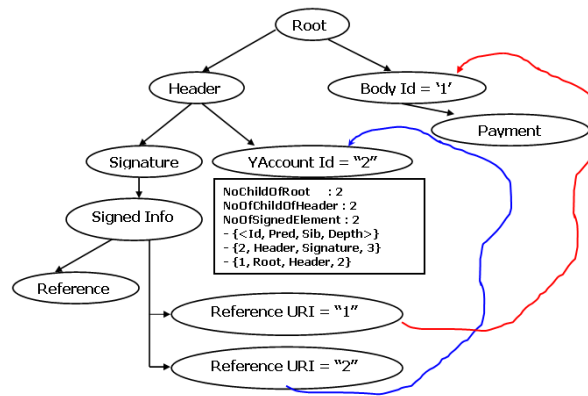 Root
Header
Body Id = ‘1’
Payment
Signature
YAccount Id = “2”
Signed Info
NoChildOfRoot : 2
NoOfChildOfHeader : 2
NoOfSignedElement : 2
- {<Id, Pred, Sib, Depth>}
- {2, Header, Signature, 3}
- {1, Root, Header, 2}
Reference
Reference URI = “1”
Reference URI = “2”